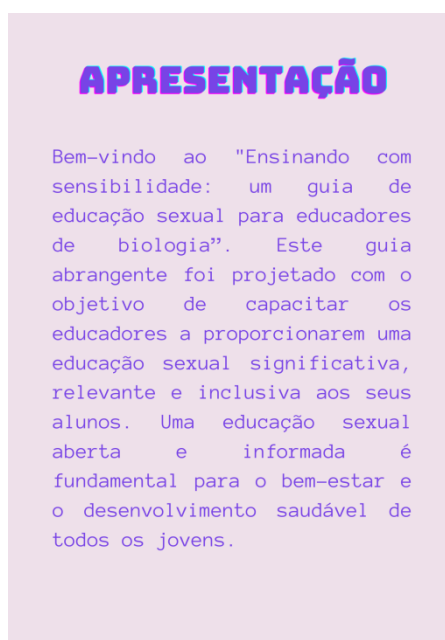 APRESENTAÇÃO
Bem-vindo ao "Ensinando com
sensibilidade: um guia de
educação sexual para educadores
de biologia”. Este guia
abrangente foi projetado com o
objetivo de capacitar os
educadores a proporcionarem uma
educação sexual significativa,
relevante e inclusiva aos seus
alunos. Uma educação sexual
aberta e informada é
fundamental para o bem-estar e
o desenvolvimento saudável de
todos os jovens.